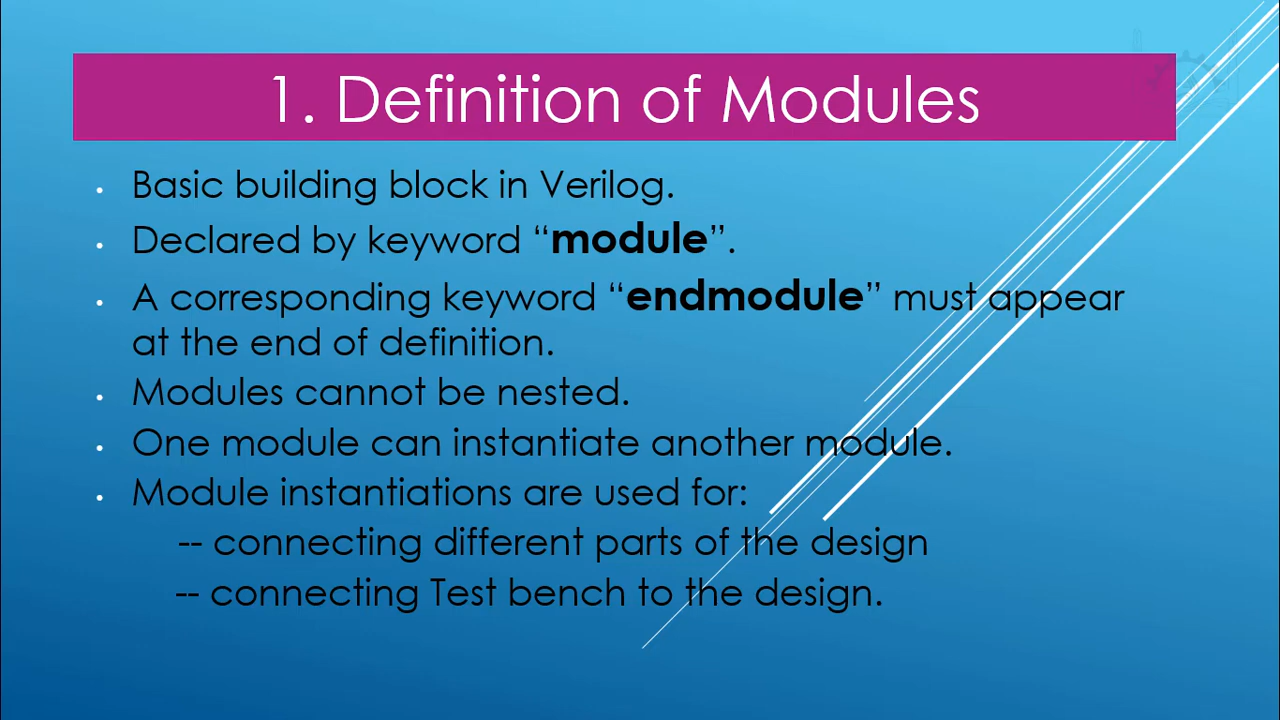 1. Definition of Modules
• Basic building block in Verilog.
• Declared by keyword “module”.
• A corresponding keyword “endmodule” must appear
at the end of definition.
• Modules cannot be nested.
• One module can instantiate another module.
• Module instantiations are used for:
-- connecting different parts of the design
-- connecting Test bench to the design.